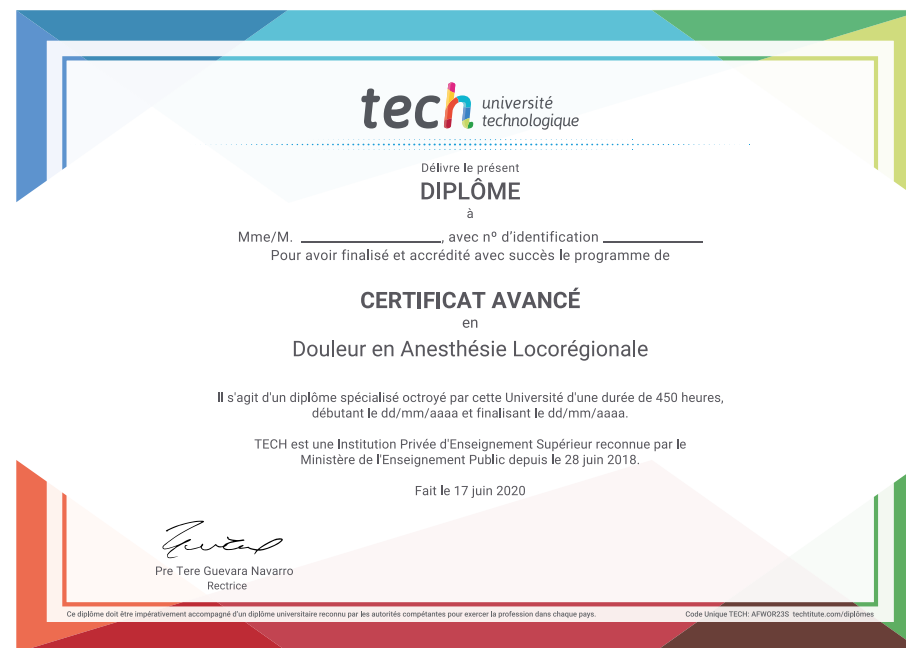 tech université
technologique
Délivre le présent
DIPLÔME
à
Mme/M. ____________, avec nº d'identification ____________
Pour avoir finalisé et accrédité avec succès le programme de
CERTIFICAT AVANCÉ
en
Douleur en Anesthésie Locorégionale
Il s'agit d'un diplôme spécialisé octroyé par cette Université d'une durée de 450 heures,
débutant le dd/mm/aaaa et finalisant le dd/mm/aaaa.
TECH est une Institution Privée d'Enseignement Supérieur reconnue par le
Ministère de l'Enseignement Public depuis le 28 juin 2018.
Fait le 17 juin 2020
Pre Tere Guevara Navarro
Rectrice
Ce diplôme doit être impérativement accompagné d'un diplôme universitaire reconnu par les autorités compétentes pour exercer la profession dans chaque pays.
Code Unique TECH: AFWOR23S techtitute.com/diplômes